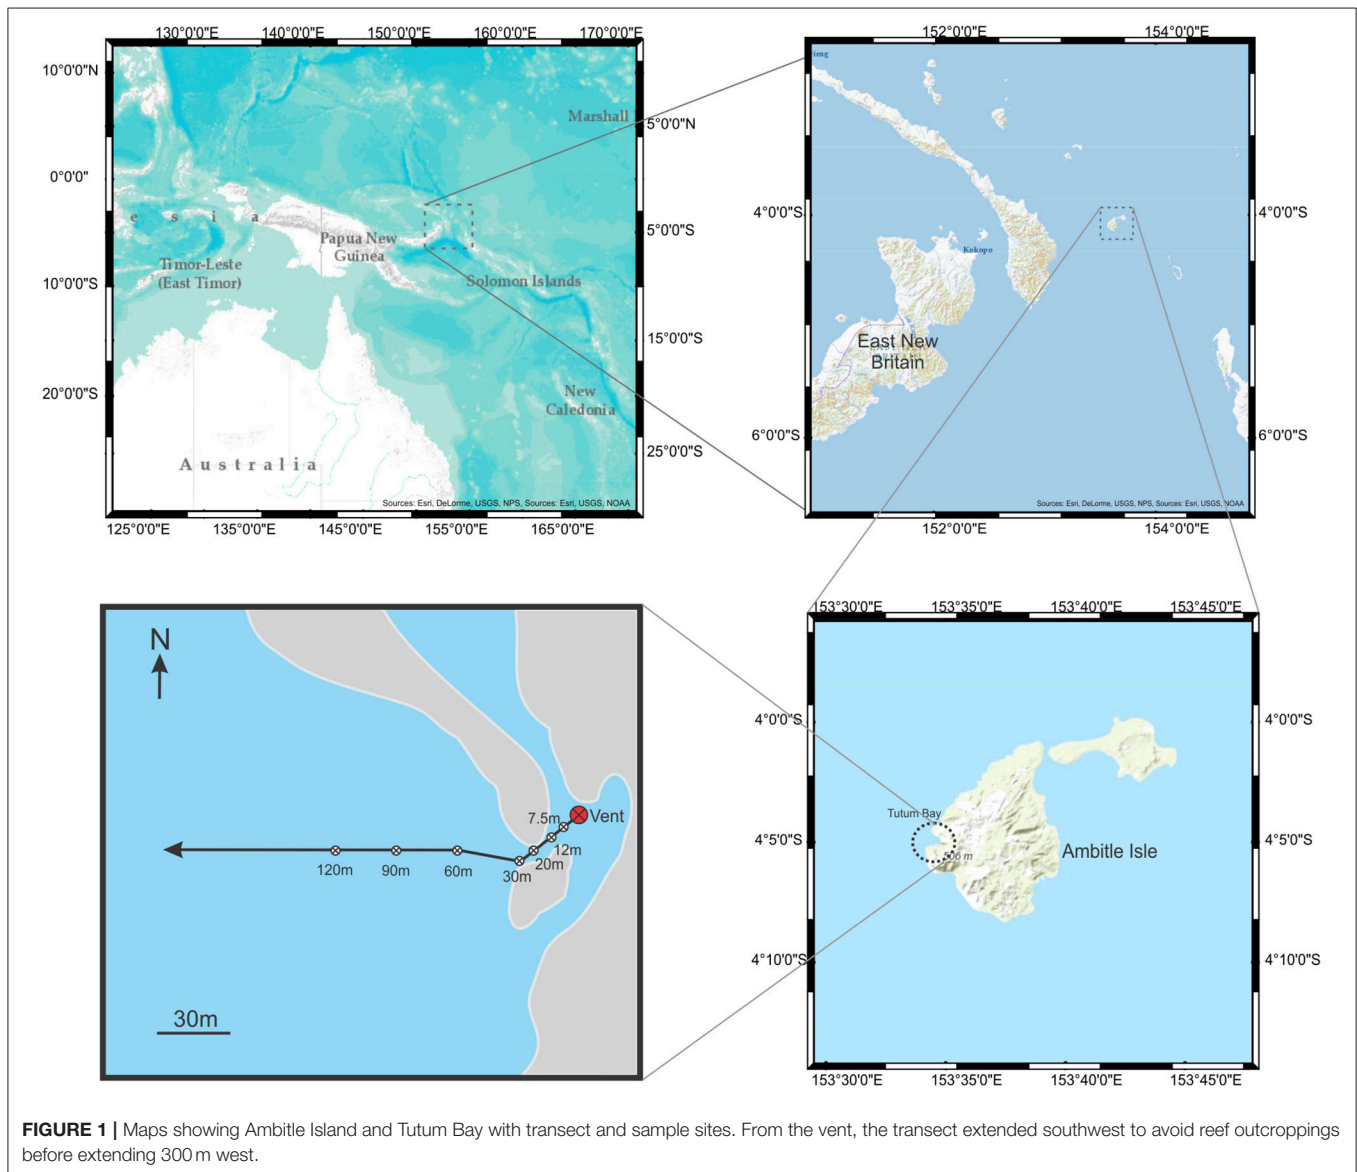 130°0'0"E 140°0'0"E 150°0'0"E 160°0'0"E 170°0'0"E
10°0'0"N
Marshall
5°0'0"N
0°0'0"
e s i a
5°0'0"S
Papua New
Guinea
Timor-Leste
(East Timor)
10°0'0"S
Solomon Islands
15°0'0"S
20°0'0"S
New
Caledonia
25°0'0"S
Australia
Sources: Esri, DeLorme, USGS, NPS, Sources: Esri, USGS, NOAA
125°0'0"E 135°0'0"E 145°0'0"E 155°0'0"E 165°0'0"E
152°0'0"E 154°0'0"E
rieng
4°0'0"S 4°0'0"S
Kokopo
East New
Britain
6°0'0"S 6°0'0"S
Sources: Esri, DeLorme, USGS, NPS, Sources: Esri, USGS, NOAA
152°0'0"E 154°0'0"E
N
7.5m Vent
12m
20m
30m
60m
90m
120m
30m
153°30'0"E 153°35'0"E 153°40'0"E 153°45'0"E
4°0'0"S 4°0'0"S
Tutum Bay
4°5'0"S 4°5'0"S
506 m
Ambitle Isle
4°10'0"S 4°10'0"S
153°30'0"E 153°35'0"E 153°40'0"E 153°45'0"E
FIGURE 1 | Maps showing Ambitle Island and Tutum Bay with transect and sample sites. From the vent, the transect extended southwest to avoid reef outcroppings
before extending 300 m west.